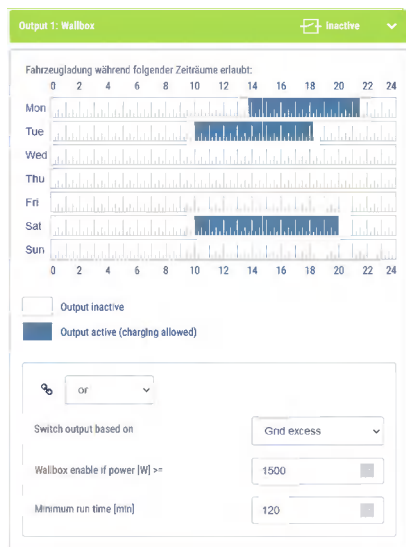 Output 1: Wallbox Inactive
Fahrzeugladung während folgender Zeiträume erlaubt:
0 2 4 6 8 10 12 14 16 18 20 22 24
Mon
Tue
Wed
Thu
Fri
Sat
Sun
0 2 4 6 8 10 12 14 16 18 20 22 24
Output inactive
Output active (charging allowed)
or
Switch output based on Grid excess
Wallbox enable if power [W] >= 1500
Minimum run time [min] 120